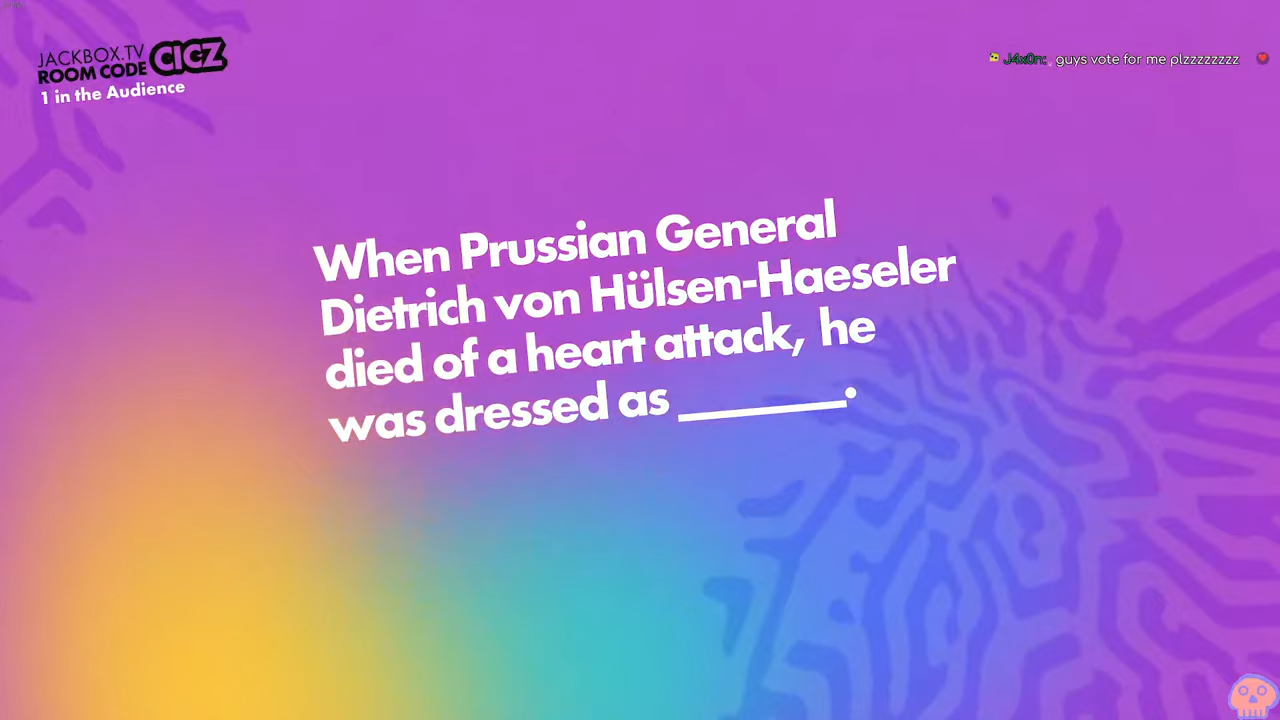 JACKBOX.TV
ROOM CODE CIGZ
1 in the Audience
J4x0n: guys vote for me plzzzzzzzz
When Prussian General
Dietrich von Hülsen-Haeseler
died of a heart attack, he
was dressed as ______.